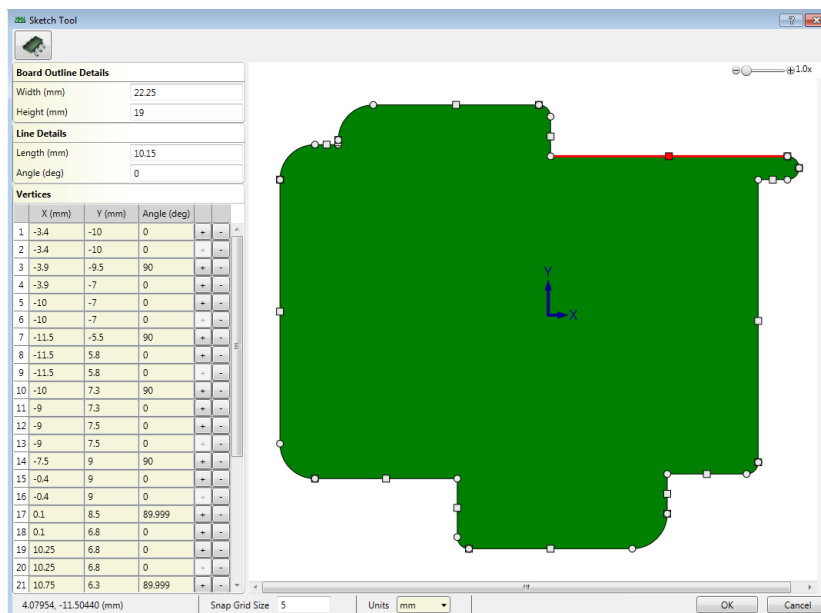 Sketch Tool
1.0x
Board Outline Details
Width (mm) 22.25
Height (mm) 19
Line Details
Length (mm) 10.15
Angle (deg) 0
Vertices
X (mm) Y (mm) Angle (deg)
1 -3.4 -10 0 + -
2 -3.4 -10 0 + -
3 -3.9 -9.5 90 + -
4 -3.9 -7 0 + -
5 -10 -7 0 + -
6 -10 -7 0 + -
7 -11.5 -5.5 90 + -
8 -11.5 5.8 0 + -
9 -11.5 5.8 0 + -
10 -10 7.3 90 + -
11 -9 7.3 0 + -
12 -9 7.5 0 + -
13 -9 7.5 0 + -
14 -7.5 9 90 + -
15 -0.4 9 0 + -
16 -0.4 9 0 + -
17 0.1 8.5 89.999 + -
18 0.1 6.8 0 + -
19 10.25 6.8 0 + -
20 10.25 6.8 0 + -
21 10.75 6.3 89.999 + -
Y
X
4.07954, -11.50440 (mm) Snap Grid Size 5 Units mm OK Cancel